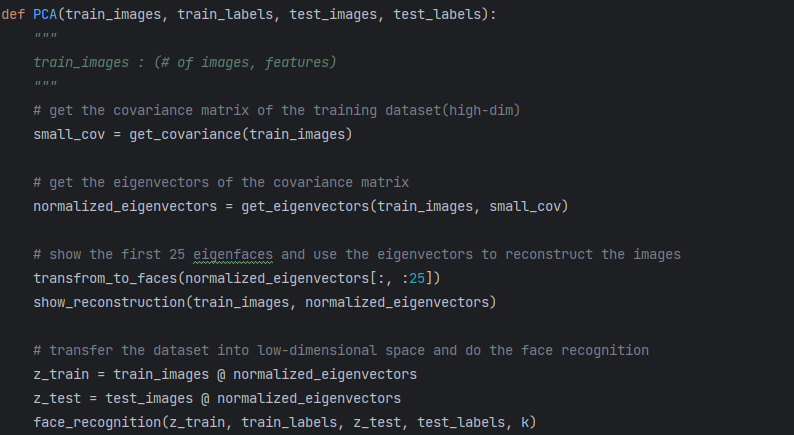 def PCA(train_images, train_labels, test_images, test_labels):
    """
    train_images : (# of images, features)
    """
    # get the covariance matrix of the training dataset(high-dim)
    small_cov = get_covariance(train_images)
    # get the eigenvectors of the covariance matrix
    normalized_eigenvectors = get_eigenvectors(train_images, small_cov)
    # show the first 25 eigenfaces and use the eigenvectors to reconstruct the images
    transfrom_to_faces(normalized_eigenvectors[:, :25])
    show_reconstruction(train_images, normalized_eigenvectors)
    # transfer the dataset into low-dimensional space and do the face recognition
    z_train = train_images @ normalized_eigenvectors
    z_test = test_images @ normalized_eigenvectors
    face_recognition(z_train, train_labels, z_test, test_labels, k)